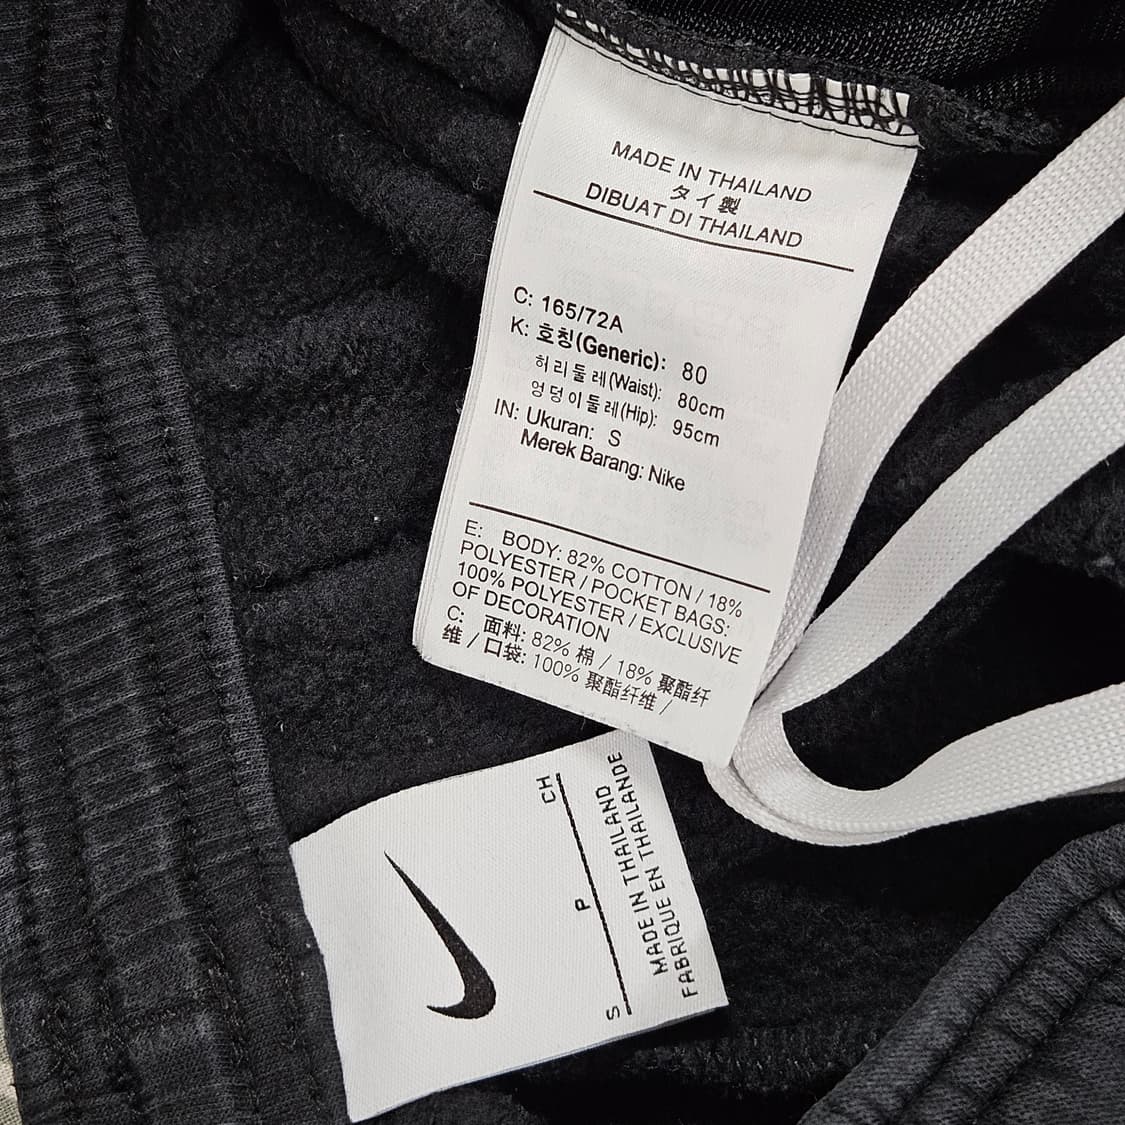 MADE IN THAILAND
タイ製
DIBUAT DI THAILAND
C: 165/72A
K: 호칭(Generic): 80
허리둘레(Waist): 80cm
엉덩이둘레(Hip): 95cm
IN: Ukuran: S
Merek Barang: Nike
E: BODY: 82% COTTON / 18%
POLYESTER / POCKET BAGS:
100% POLYESTER / EXCLUSIVE
OF DECORATION
C: 面料: 82% 棉 / 18% 聚酯纤
维 / 口袋: 100% 聚酯纤维 /
S P CH
MADE IN THAILAND
FABRIQUE EN THAILANDE